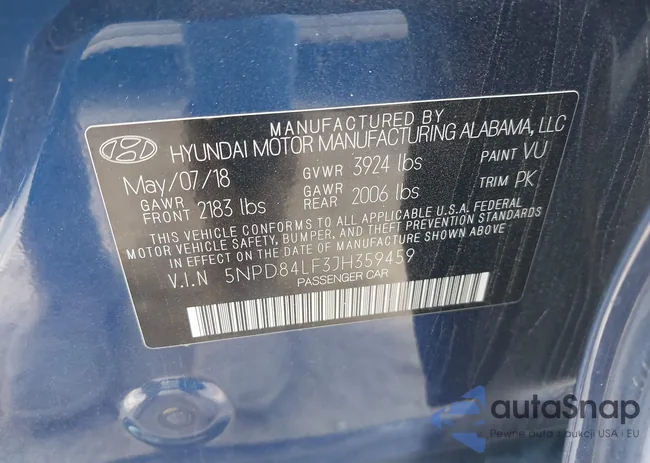 MANUFACTURED BY
HYUNDAI MOTOR MANUFACTURING ALABAMA, LLC
May/07/18 GVWR 3924 lbs PAINT VU
GAWR FRONT 2183 lbs GAWR REAR 2006 lbs TRIM PK
THIS VEHICLE CONFORMS TO ALL APPLICABLE U.S.A. FEDERAL
MOTOR VEHICLE SAFETY, BUMPER, AND THEFT PREVENTION STANDARDS
IN EFFECT ON THE DATE OF MANUFACTURE SHOWN ABOVE.
V.I.N 5NPD84LF3JH359459
PASSENGER CAR
autaSnap
Pewne auta z aukcji USA i EU